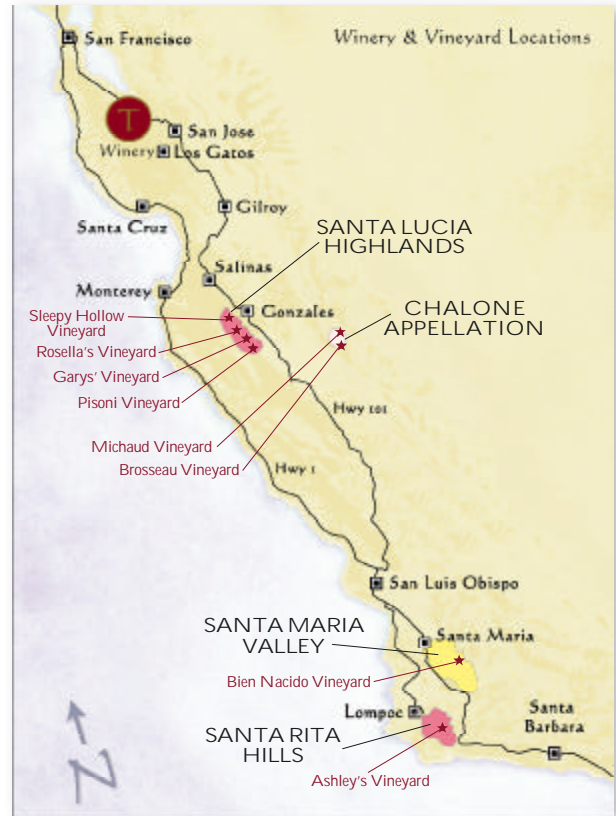 San Francisco
Winery & Vineyard Locations
T
San Jose
Winery
Los Gatos
Santa Cruz
Gilroy
SANTA LUCIA
HIGHLANDS
Salinas
Monterey
Gonzales
Sleepy Hollow
Vineyard
CHALONE
APPELLATION
Rosella's Vineyard
Garys' Vineyard
Pisoni Vineyard
Hwy 101
Michaud Vineyard
Brosseau Vineyard
Hwy 1
San Luis Obispo
SANTA MARIA
VALLEY
Santa Maria
Bien Nacido Vineyard
Lompoc
Santa
Barbara
SANTA RITA
HILLS
Ashley's Vineyard
N